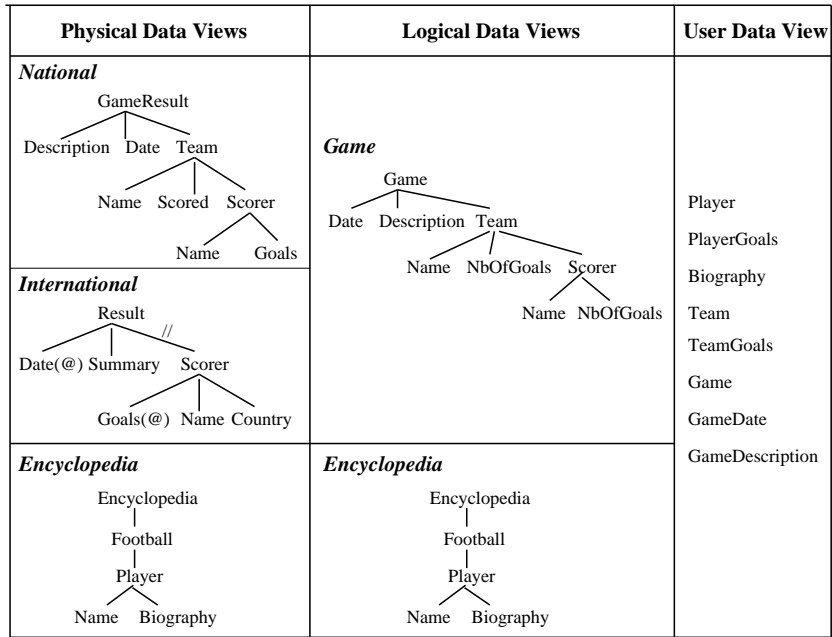 Physical Data Views
Logical Data Views
User Data View
National
GameResult
Description Date Team
Name Scored Scorer
Name Goals
International
Result
//
Date(@) Summary Scorer
Goals(@) Name Country
Encyclopedia
Encyclopedia
Football
Player
Name Biography
Game
Game
Date Description Team
Name NbOfGoals Scorer
Name NbOfGoals
Encyclopedia
Encyclopedia
Football
Player
Name Biography
Player
PlayerGoals
Biography
Team
TeamGoals
Game
GameDate
GameDescription